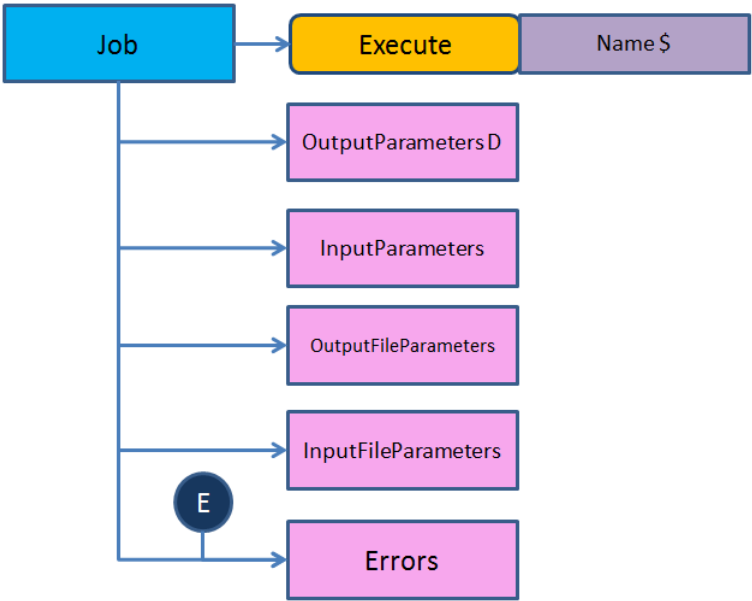 Job
Execute
Name $
OutputParameters D
InputParameters
OutputFileParameters
InputFileParameters
E
Errors